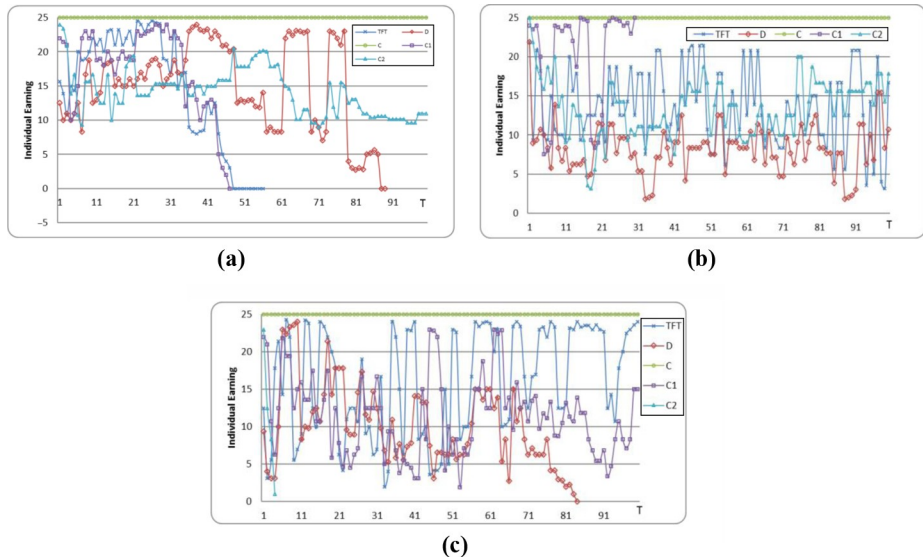 25
20
15
10
5
0
−5
Individual Earning
1 11 21 31 41 51 61 71 81 91 T
TFT D
C C1
C2
(a)
25
20
15
10
5
0
Individual Earning
1 11 21 31 41 51 61 71 81 91 T
TFT D C C1 C2
(b)
25
20
15
10
5
0
Individual Earning
1 11 21 31 41 51 61 71 81 91 T
TFT
D
C
C1
C2
(c)